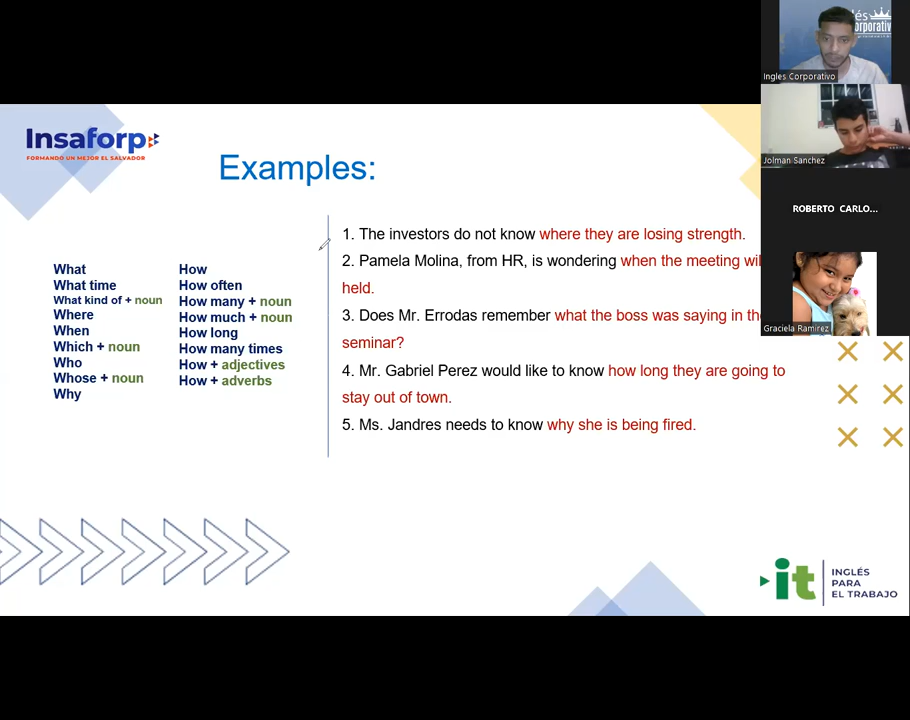 Insaforp
FORMANDO UN MEJOR EL SALVADOR
Examples:
What
What time
What kind of + noun
Where
When
Which + noun
Who
Whose + noun
Why
How
How often
How many + noun
How much + noun
How long
How many times
How + adjectives
How + adverbs
1. The investors do not know where they are losing strength.
2. Pamela Molina, from HR, is wondering when the meeting
held.
3. Does Mr. Errodas remember what the boss was saying in
seminar?
4. Mr. Gabriel Perez would like to know how long they are going to
stay out of town.
5. Ms. Jandres needs to know why she is being fired.
Ingles Corporativo
Jolman Sanchez
ROBERTO CARLO...
Graciela Ramirez
it
INGLÉS
PARA
EL TRABAJO